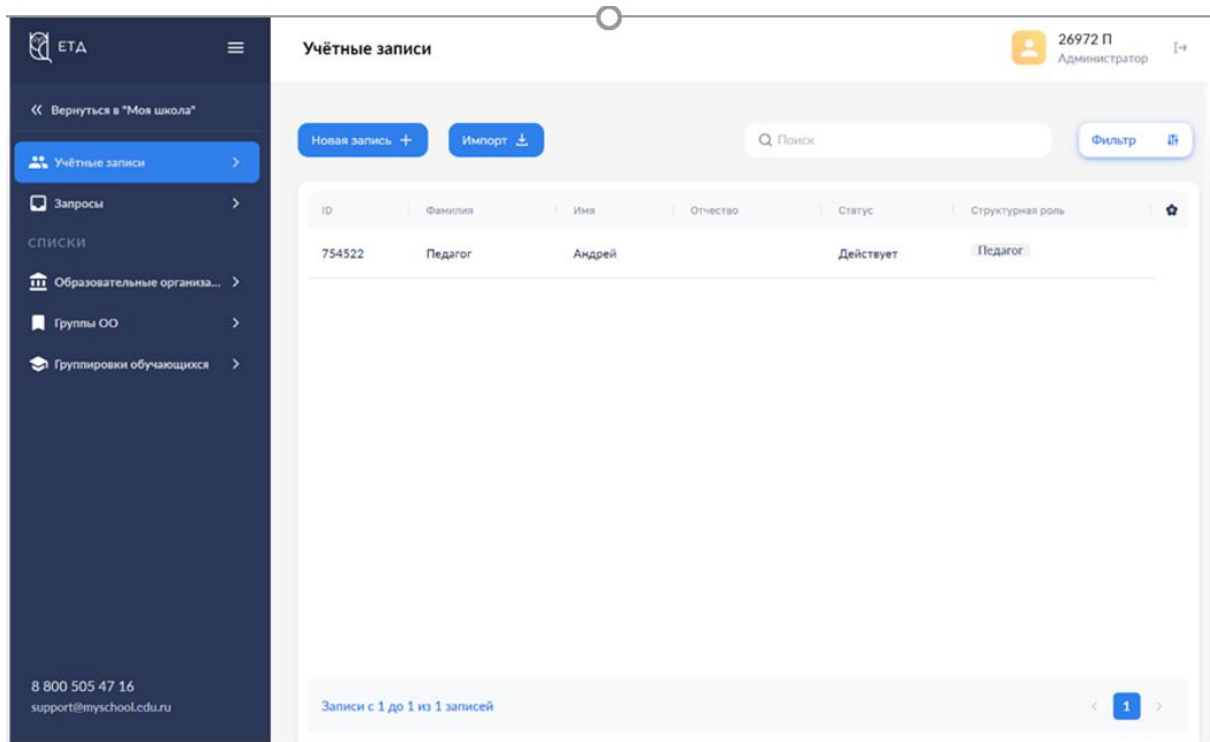 ЕТД
Учётные записи
26972 П
Администратор
Вернуться в "Моя школа"
Новая запись +
Импорт
Поиск
Фильтр
Учётные записи
Запросы
СПИСКИ
Образовательные организа...
Группы ОО
Группировки обучающихся
ID Фамилия Имя Отчество Статус Структурная роль
754522 Педагог Андрей Действует Педагог
8 800 505 47 16
support@myschool.edu.ru
Записи с 1 до 1 из 1 записей
1